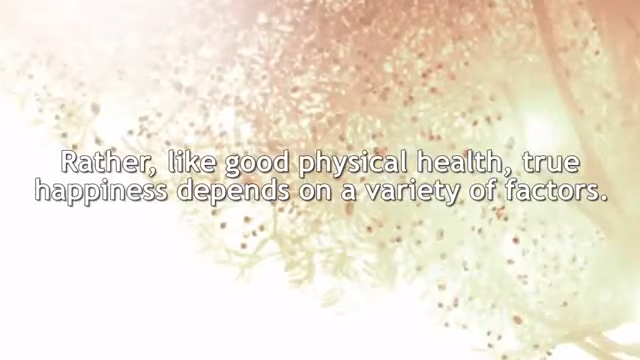 Rather, like good physical health, true
happiness depends on a variety of factors.